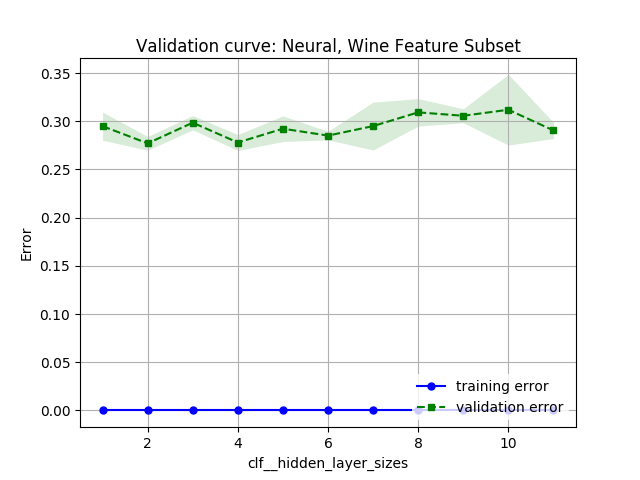 Validation curve: Neural, Wine Feature Subset
0.35
0.30
0.25
0.20
0.15
0.10
0.05
0.00
Error
training error
validation error
2 4 6 8 10
clf__hidden_layer_sizes